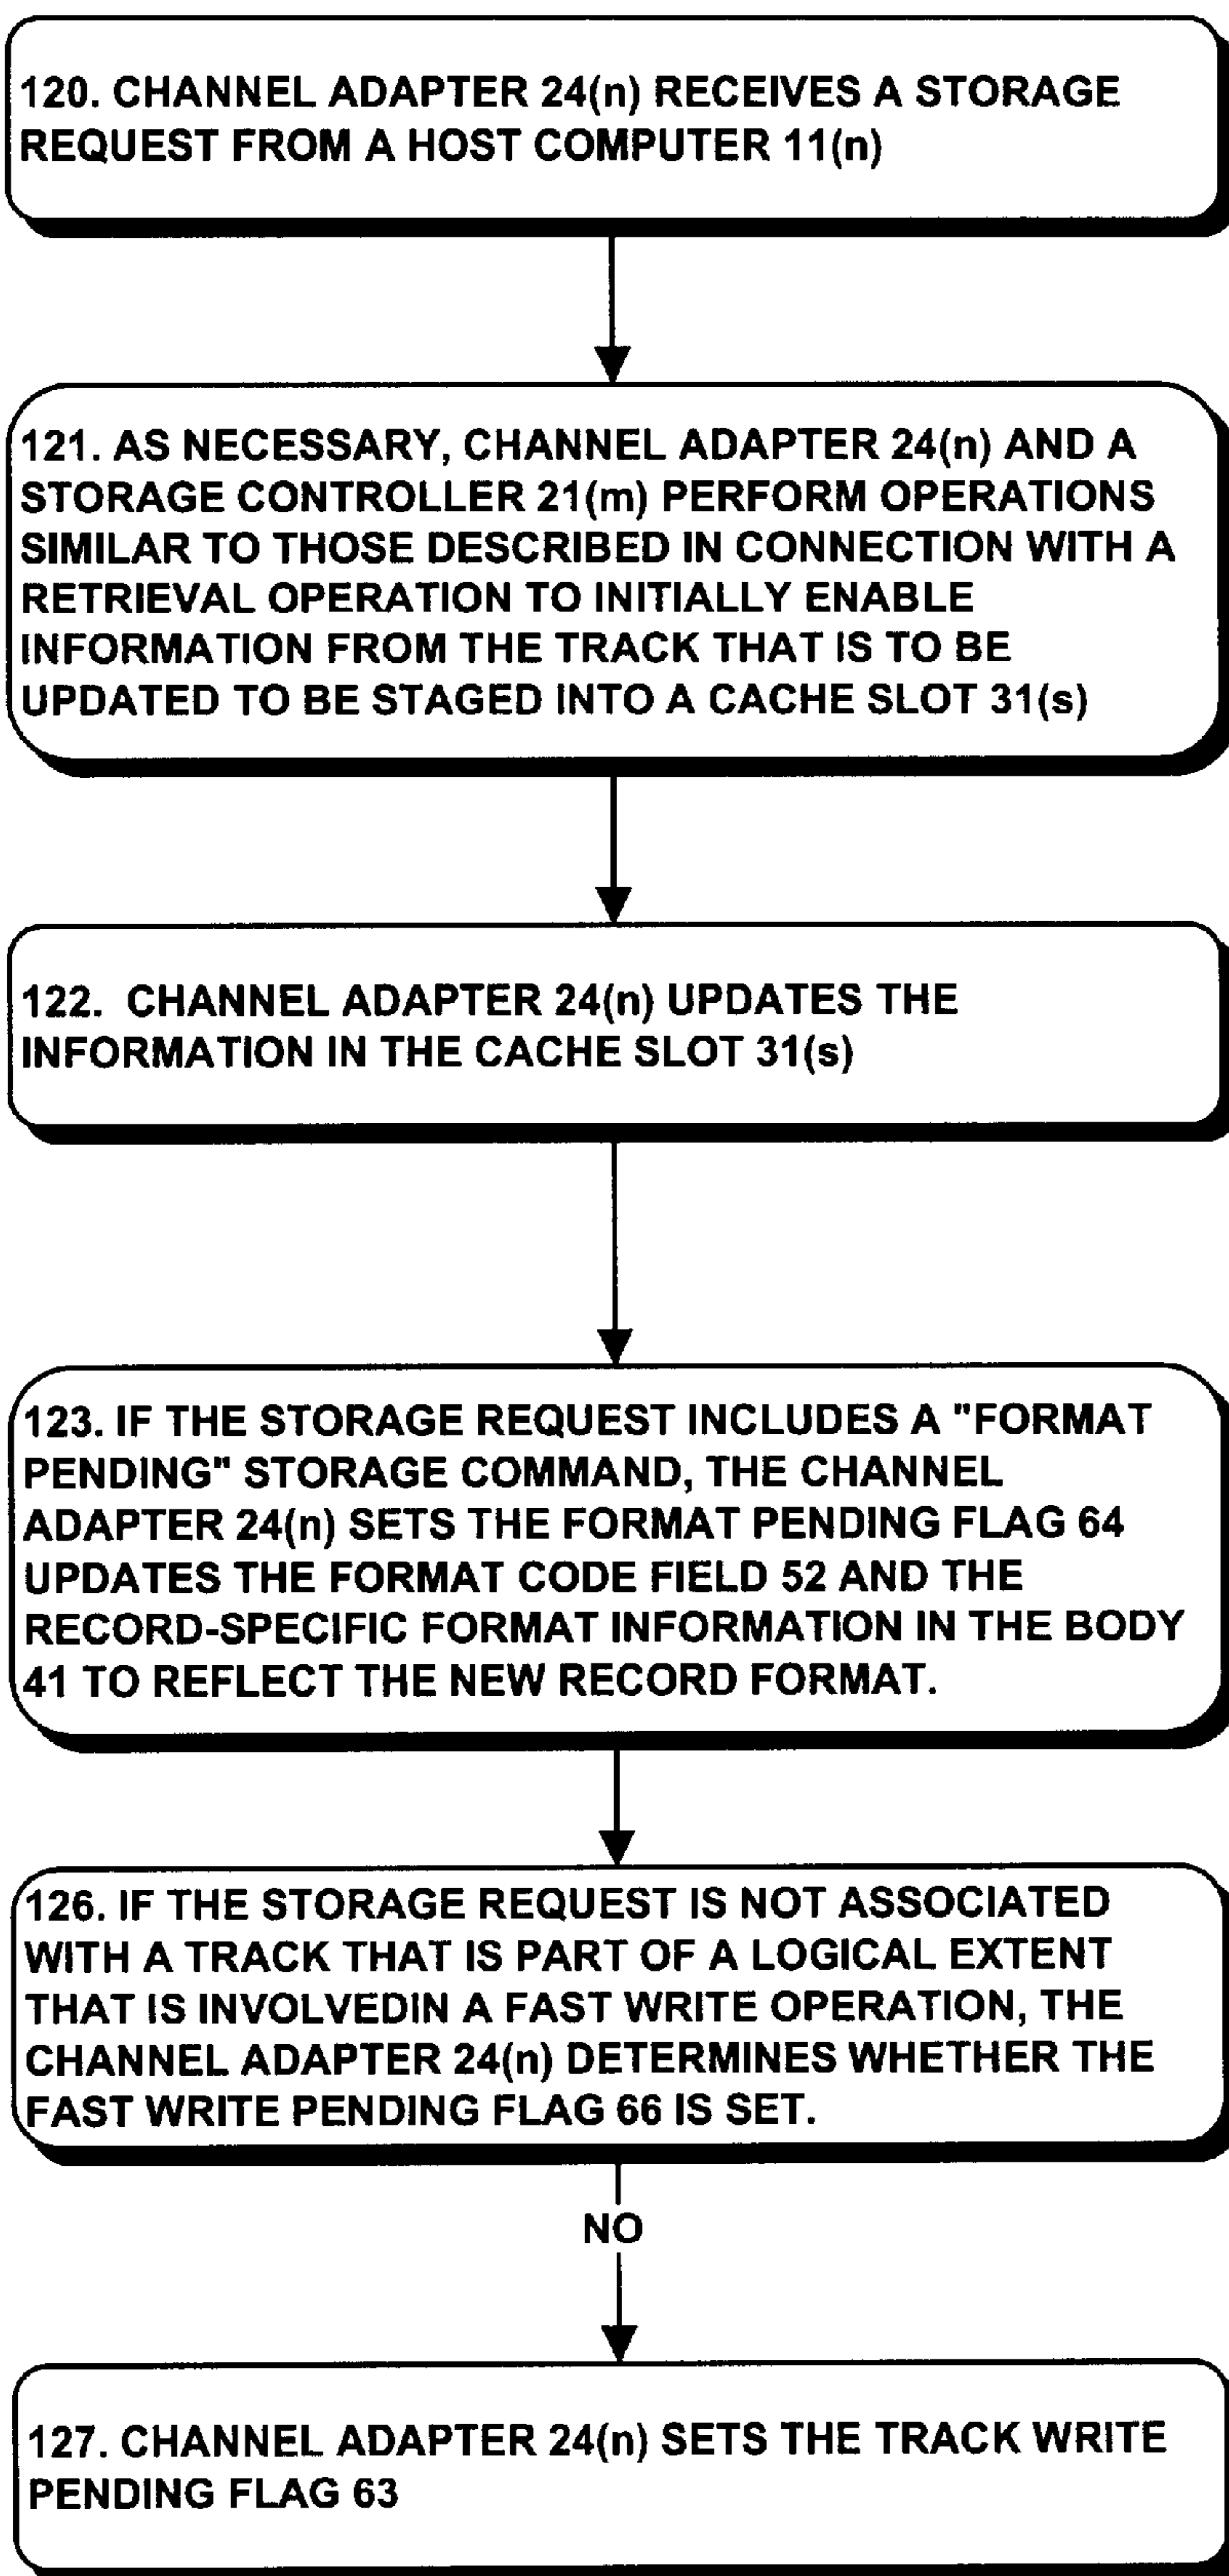 120. CHANNEL ADAPTER 24(n) RECEIVES A STORAGE
REQUEST FROM A HOST COMPUTER 11(n)
121. AS NECESSARY, CHANNEL ADAPTER 24(n) AND A
STORAGE CONTROLLER 21(m) PERFORM OPERATIONS
SIMILAR TO THOSE DESCRIBED IN CONNECTION WITH A
RETRIEVAL OPERATION TO INITIALLY ENABLE
INFORMATION FROM THE TRACK THAT IS TO BE
UPDATED TO BE STAGED INTO A CACHE SLOT 31(s)
122. CHANNEL ADAPTER 24(n) UPDATES THE
INFORMATION IN THE CACHE SLOT 31(s)
123. IF THE STORAGE REQUEST INCLUDES A "FORMAT
PENDING" STORAGE COMMAND, THE CHANNEL
ADAPTER 24(n) SETS THE FORMAT PENDING FLAG 64
UPDATES THE FORMAT CODE FIELD 52 AND THE
RECORD-SPECIFIC FORMAT INFORMATION IN THE BODY
41 TO REFLECT THE NEW RECORD FORMAT.
126. IF THE STORAGE REQUEST IS NOT ASSOCIATED
WITH A TRACK THAT IS PART OF A LOGICAL EXTENT
THAT IS INVOLVEDIN A FAST WRITE OPERATION, THE
CHANNEL ADAPTER 24(n) DETERMINES WHETHER THE
FAST WRITE PENDING FLAG 66 IS SET.
NO
127. CHANNEL ADAPTER 24(n) SETS THE TRACK WRITE
PENDING FLAG 63